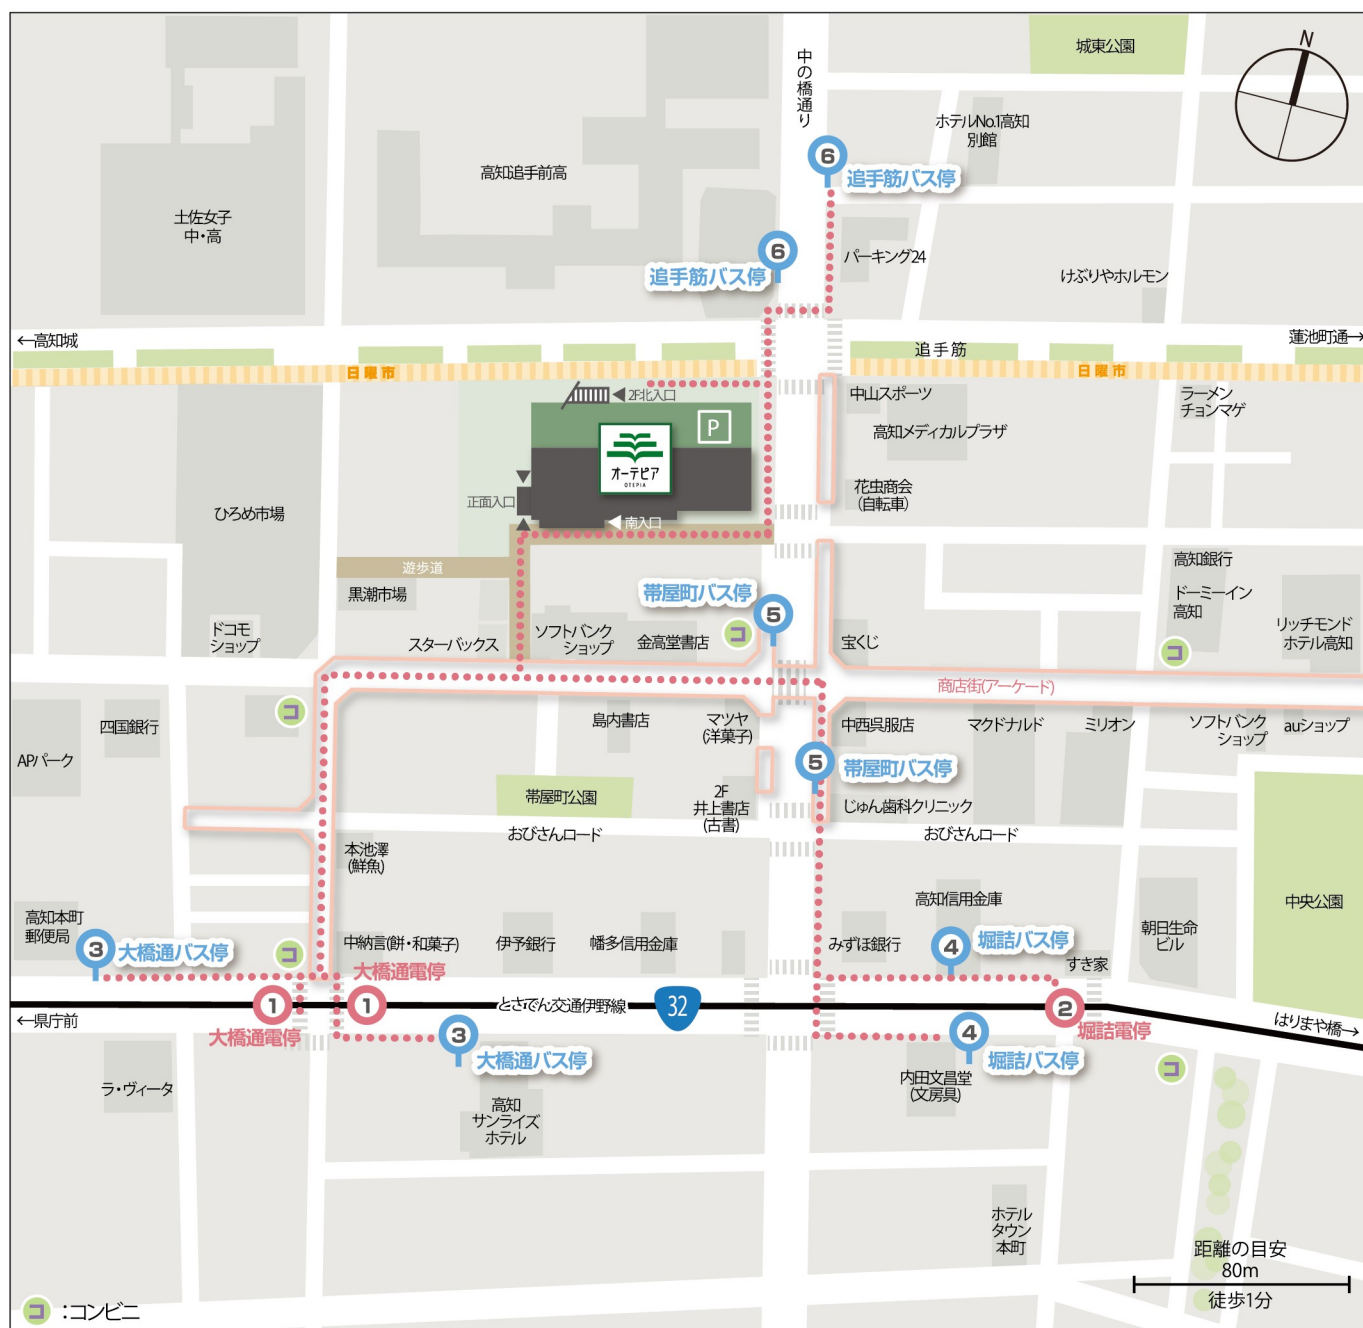 城東公園
N
中の橋通り
ホテルNo.1高知
別館
6
追手筋バス停
高知追手前高
土佐女子
中・高
6
追手筋バス停
パーキング24
けぶりやホルモン
←高知城
蓮池町通→
追手筋
日曜市
日曜市
2F北入口
P
オーテピア
OTEPIA
正面入口
南入口
中山スポーツ
高知メディカルプラザ
ラーメン
チョンマゲ
花虫商会
(自転車)
ひろめ市場
遊歩道
黒潮市場
高知銀行
ドーミーイン
高知
リッチモンド
ホテル高知
帯屋町バス停
5
コ
ドコモ
ショップ
スターバックス
ソフトバンク
ショップ
金高堂書店
宝くじ
コ
商店街(アーケード)
コ
四国銀行
APパーク
島内書店
マツヤ
(洋菓子)
中西呉服店
マクドナルド
ミリオン
ソフトバンク
ショップ
auショップ
5
帯屋町バス停
帯屋町公園
2F
井上書店
(古書)
じゅん歯科クリニック
おびさんロード
おびさんロード
本池澤
(鮮魚)
高知本町
郵便局
3
大橋通バス停
コ
中納言(餅・和菓子)
伊予銀行
幡多信用金庫
みずほ銀行
高知信用金庫
4
堀詰バス停
すき家
朝日生命
ビル
中央公園
大橋通電停
1
1
とさでん交通伊野線
32
2
←県庁前
はりまや橋→
大橋通電停
3
大橋通バス停
4
堀詰バス停
堀詰電停
コ
ラ・ヴィータ
高知
サンライズ
ホテル
内田文昌堂
(文房具)
ホテル
タウン
本町
距離の目安
80m
徒歩1分
コ:コンビニ